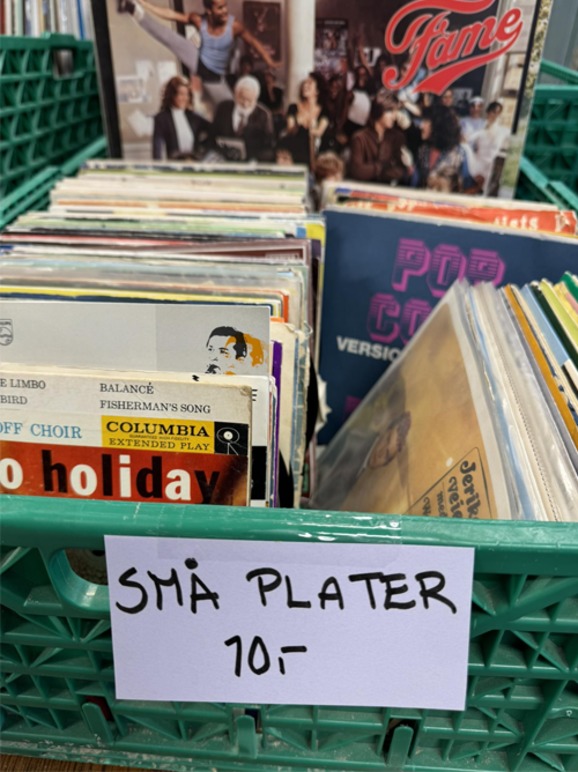 Fame
POP
VERSIO
E LIMBO
BALANCÉ
BIRD
FISHERMAN'S SONG
OFF CHOIR
COLUMBIA
EXTENDED PLAY
o holiday
SMÅ PLATER
10,-